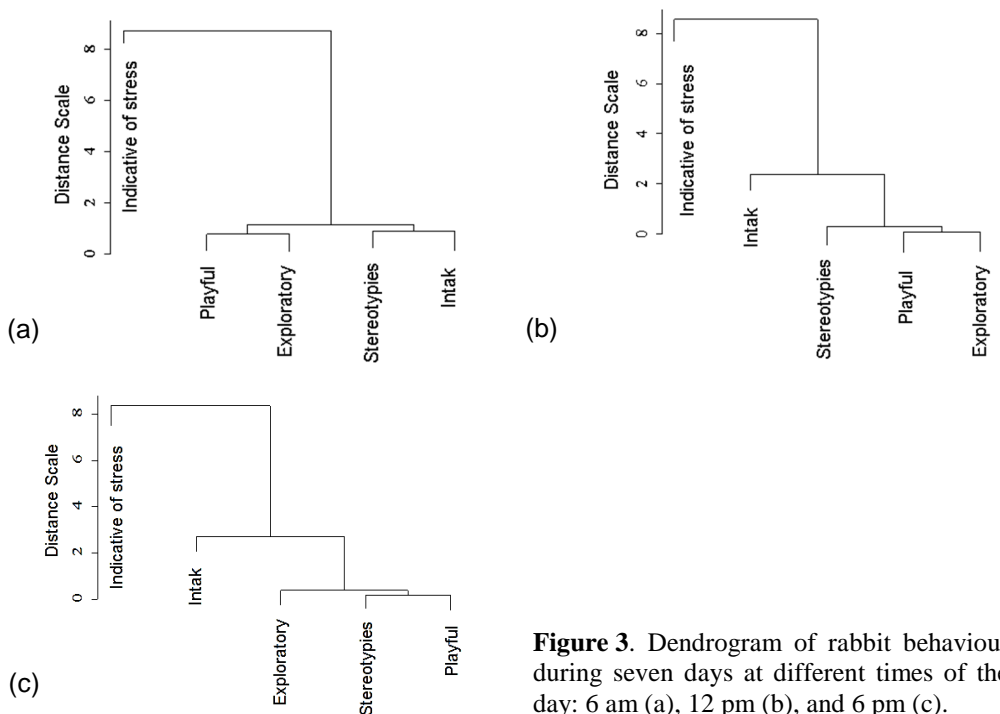 Distance Scale
0 2 4 6 8
Indicative of stress
Playful
Exploratory
Stereotypies
Intak
(a)
Distance Scale
0 2 4 6 8
Indicative of stress
Intak
Stereotypies
Playful
Exploratory
(b)
Distance Scale
0 2 4 6 8
Indicative of stress
Intak
Exploratory
Stereotypies
Playful
(c)
Figure 3. Dendrogram of rabbit behaviour
during seven days at different times of the
day: 6 am (a), 12 pm (b), and 6 pm (c).